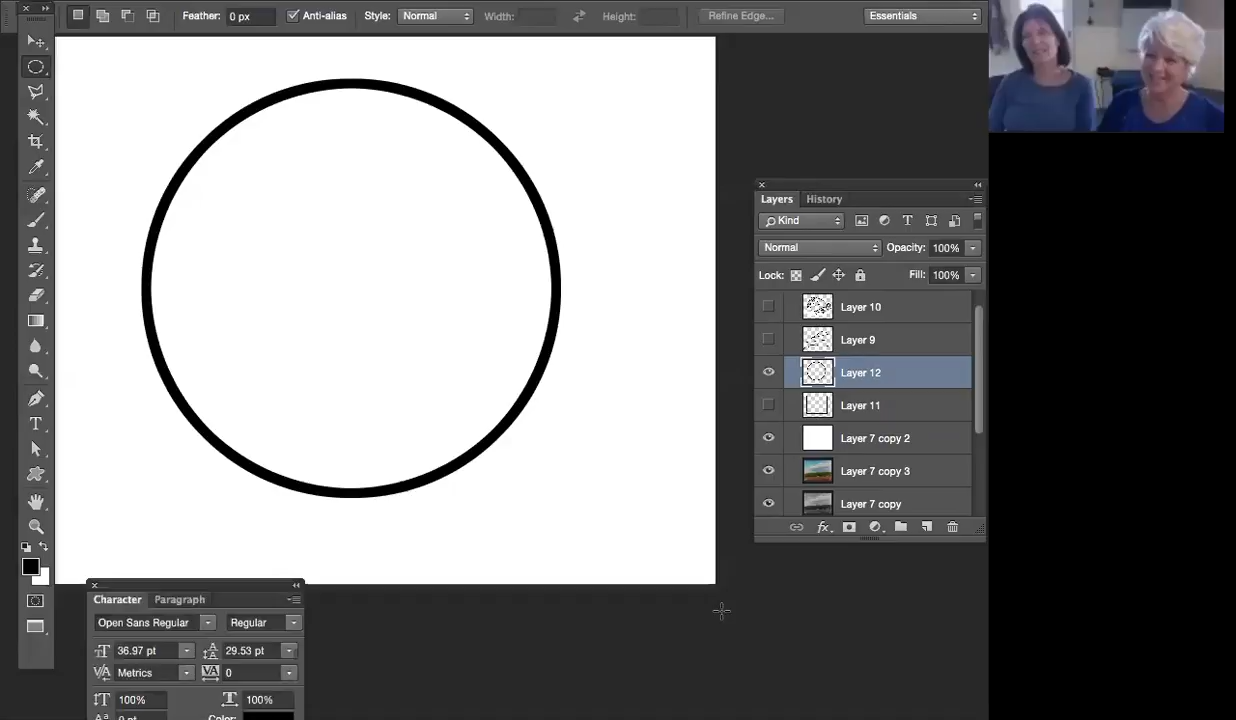 Feather: 0 px Anti-alias Style: Normal Width: Height: Refine Edge... Essentials
Layers History
Kind
Normal Opacity: 100%
Lock: Fill: 100%
Layer 10
Layer 9
Layer 12
Layer 11
Layer 7 copy 2
Layer 7 copy 3
Layer 7 copy
fx
Character Paragraph
Open Sans Regular Regular
36.97 pt 29.53 pt
Metrics 0
100% 100%
0 pt Color: